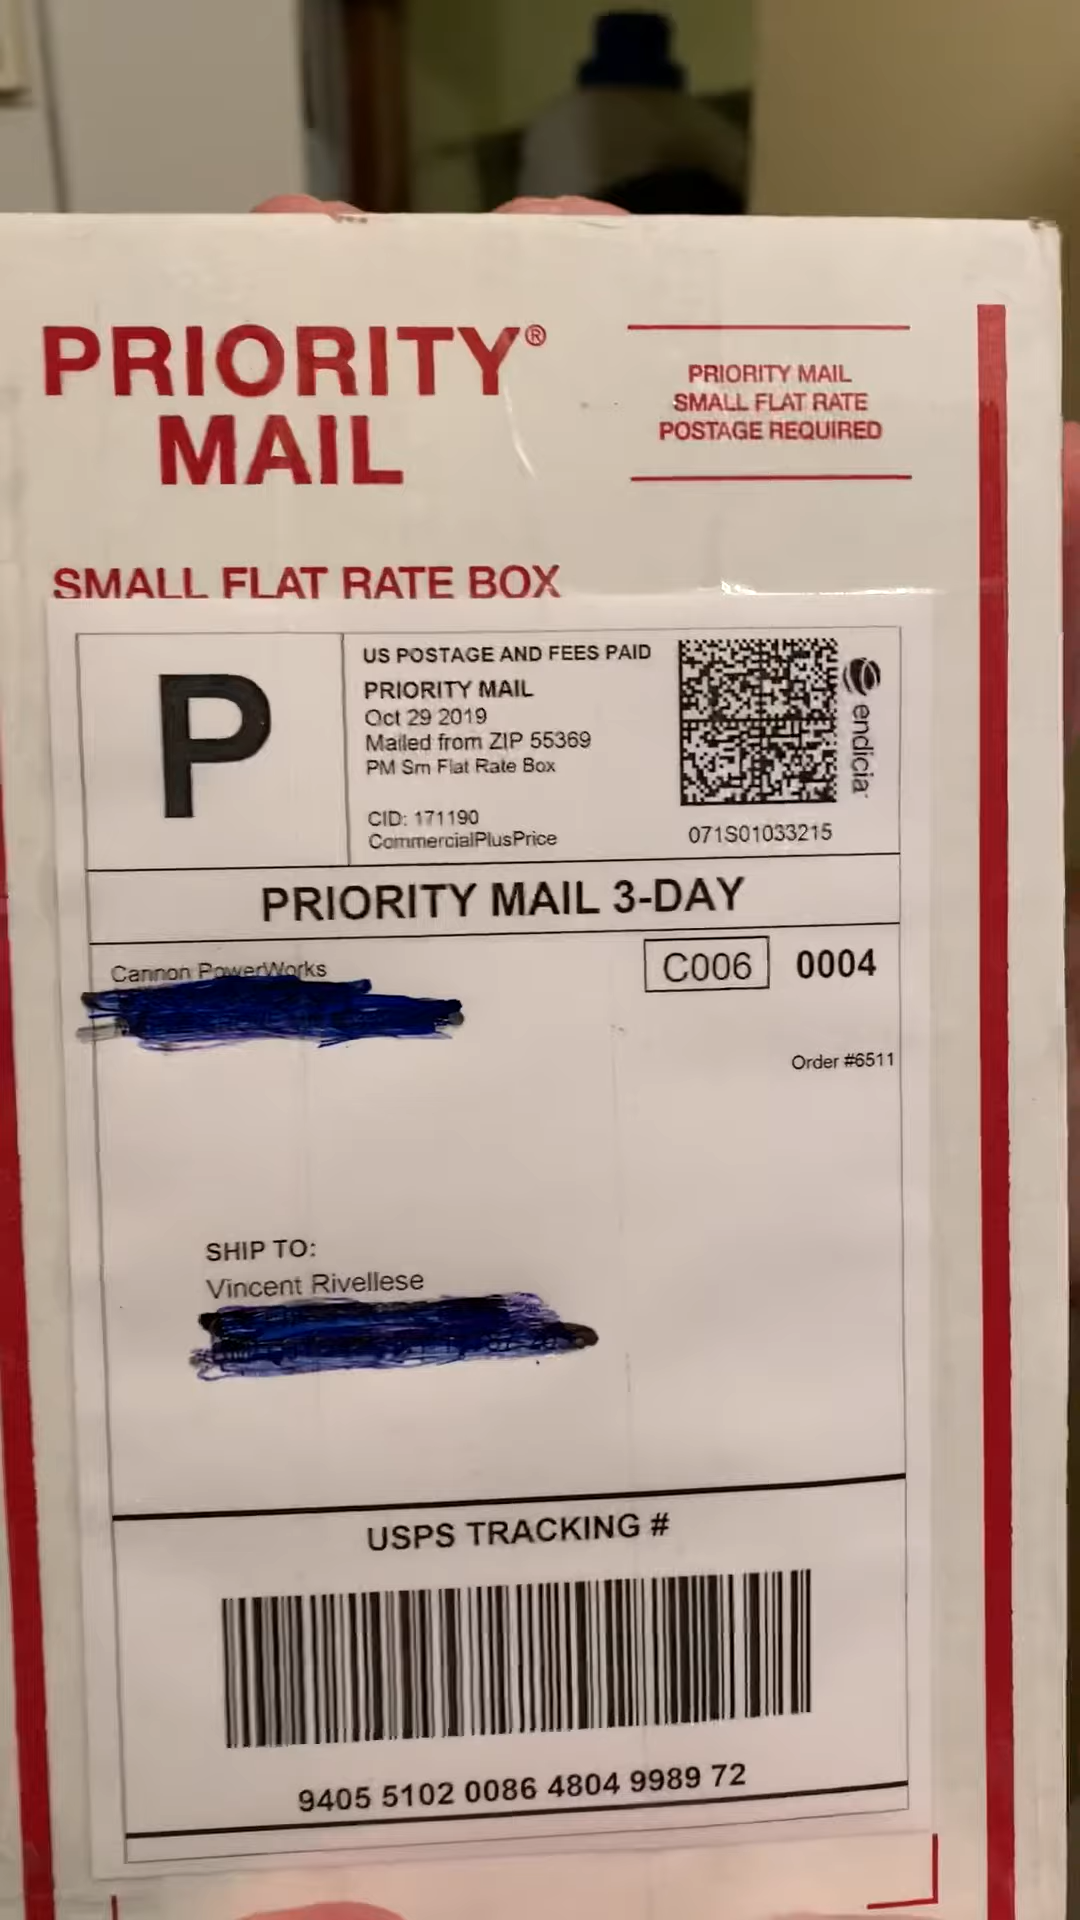 PRIORITY®
MAIL
PRIORITY MAIL
SMALL FLAT RATE
POSTAGE REQUIRED
SMALL FLAT RATE BOX
P
US POSTAGE AND FEES PAID
PRIORITY MAIL
Oct 29 2019
Mailed from ZIP 55369
PM Sm Flat Rate Box
CID: 171190
CommercialPlusPrice
endicia
071S01033215
PRIORITY MAIL 3-DAY
Cannon PowerWorks
C006 0004
Order #6511
SHIP TO:
Vincent Rivellese
USPS TRACKING #
9405 5102 0086 4804 9989 72